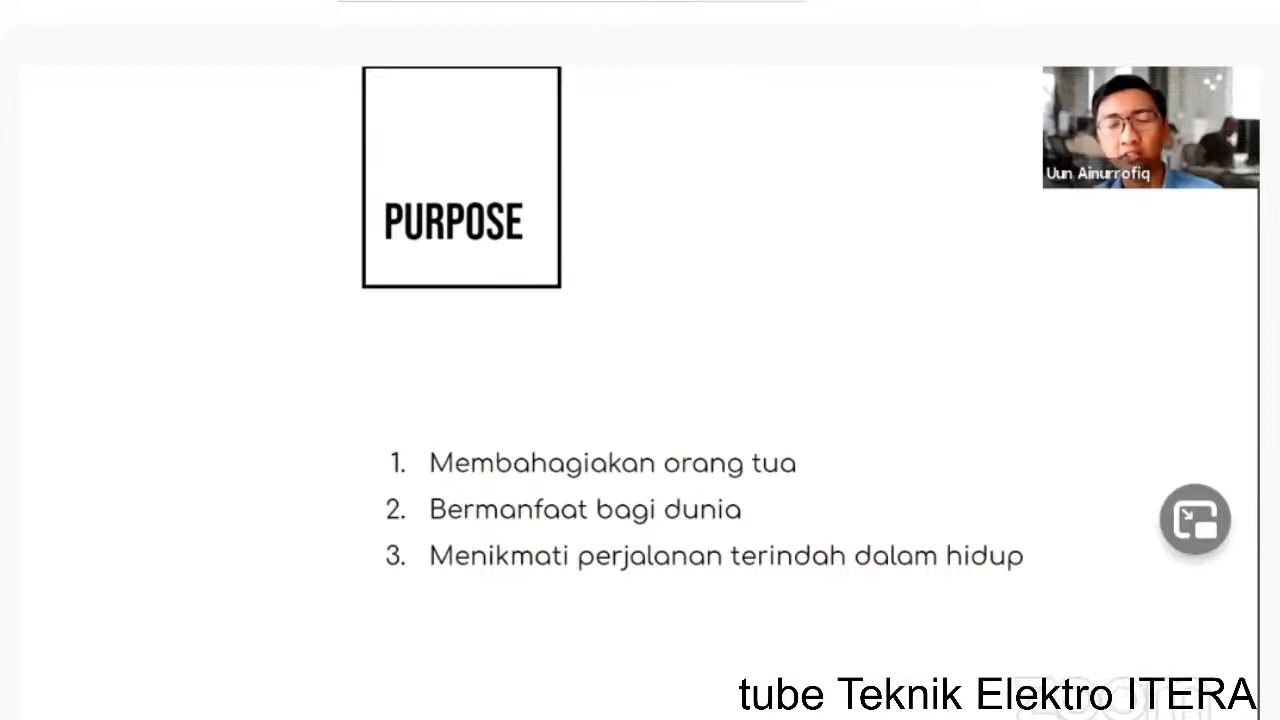 PURPOSE
Uun Ainurrofiq
1. Membahagiakan orang tua
2. Bermanfaat bagi dunia
3. Menikmati perjalanan terindah dalam hidup
tube Teknik Elektro ITERA
zoom